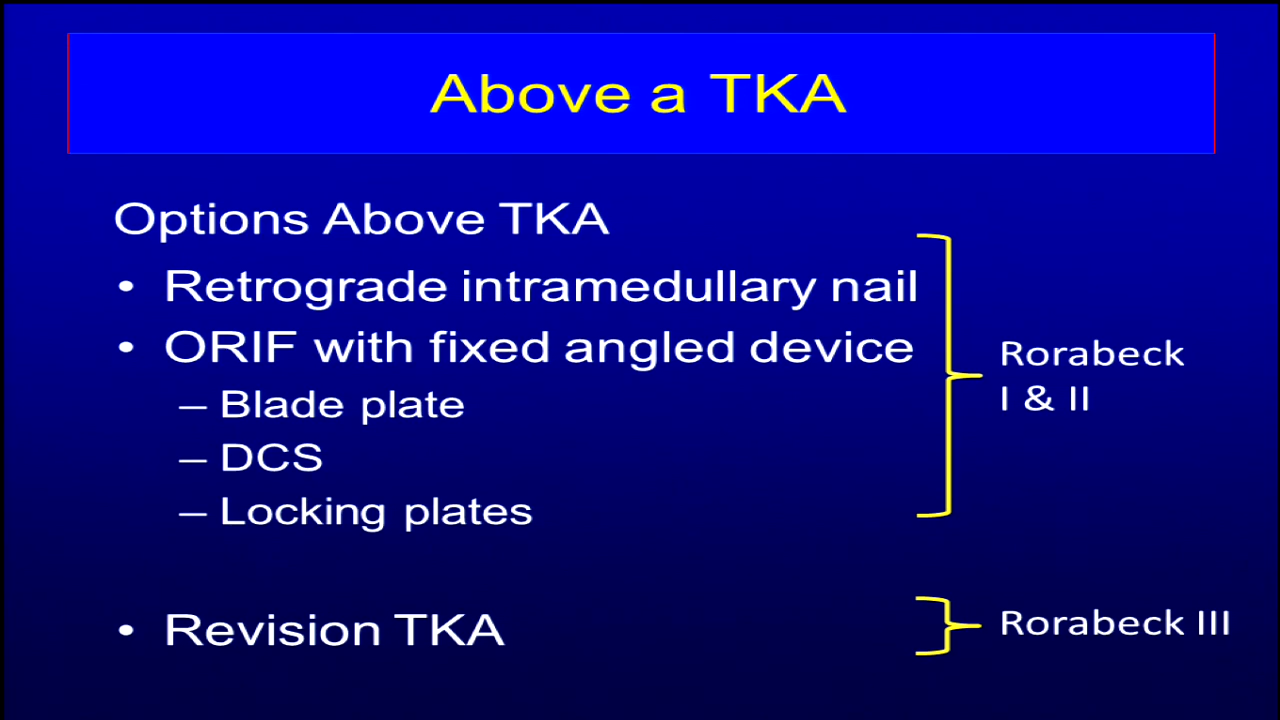 Above a TKA
Options Above TKA
• Retrograde intramedullary nail
• ORIF with fixed angled device
– Blade plate
– DCS
– Locking plates
Rorabeck
I & II
• Revision TKA
Rorabeck III